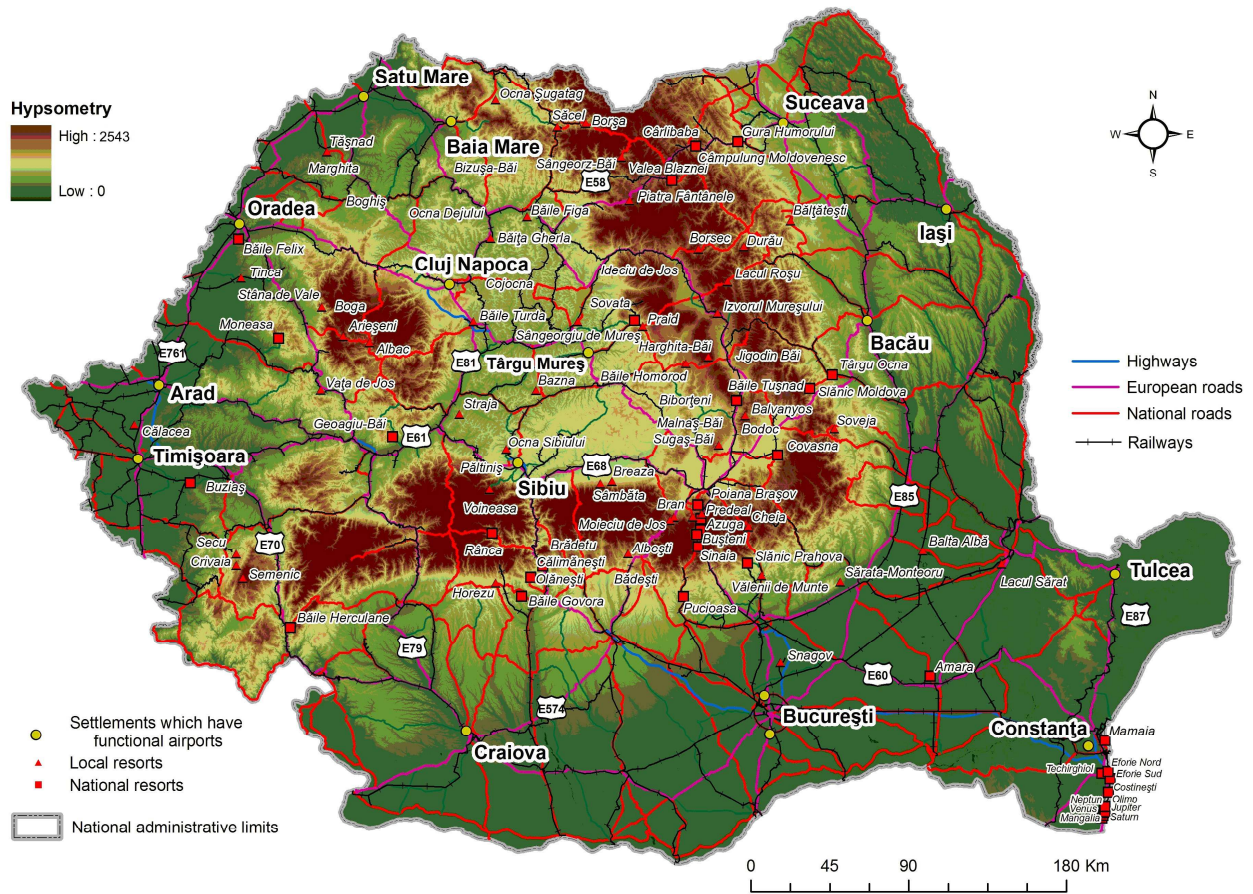 Satu Mare
Ocna Şugatag
Suceava
Hypsometry
High : 2543
Low : 0
N
W
E
S
Săcel
Borşa
Cârlibaba
Gura Humorului
Tăşnad
Baia Mare
Câmpulung Moldovenesc
Marghita
Bizuşa-Băi
Sângeorz-Băi
Valea Blaznei
E58
Piatra Fântânele
Boghiş
Ocna Dejului
Băile Figa
Bălţăteşti
Oradea
Iaşi
Băile Felix
Băiţa Gherla
Borsec
Durău
Cluj Napoca
Tinca
Cojocna
Ideciu de Jos
Lacul Roşu
Stâna de Vale
Boga
Sovata
Izvorul Mureşului
Moneasa
Arieşeni
Băile Turda
Praid
Sângeorgiu de Mureş
Albac
Harghita-Băi
Bacău
E761
E81
Târgu Mureş
Jigodin Băi
Târgu Ocna
Highways
Bazna
Băile Homorod
Arad
Vaţa de Jos
Băile Tuşnad
Slănic Moldova
European roads
Straja
Biborţeni
Balvanyos
National roads
Călacea
Geoagiu-Băi
Malnaş-Băi
Bodoc
Soveja
E61
Ocna Sibiului
Sugaş-Băi
Covasna
Railways
Timişoara
Păltiniş
E68
Breaza
Buziaş
Sibiu
Sâmbăta
Poiana Braşov
E85
Voineasa
Bran
Predeal
Cheia
Moieciu de Jos
Azuga
Secu
E70
Brădetu
Alboşti
Buşteni
Balta Albă
Crivaia
Rânca
Călimăneşti
Sinaia
Slănic Prahova
Semenic
Olăneşti
Bădeşti
Sărata-Monteoru
Lacul Sărat
Tulcea
Horezu
Băile Govora
Vălenii de Munte
Pucioasa
Băile Herculane
E87
E79
Snagov
E60
Amara
E574
Bucureşti
Settlements which have
functional airports
Constanţa
Mamaia
Craiova
Local resorts
Eforie Nord
Techirghiol
Eforie Sud
National resorts
Costineşti
Neptun
Olimp
Venus
Jupiter
Mangalia
Saturn
National administrative limits
0 45 90 180 Km